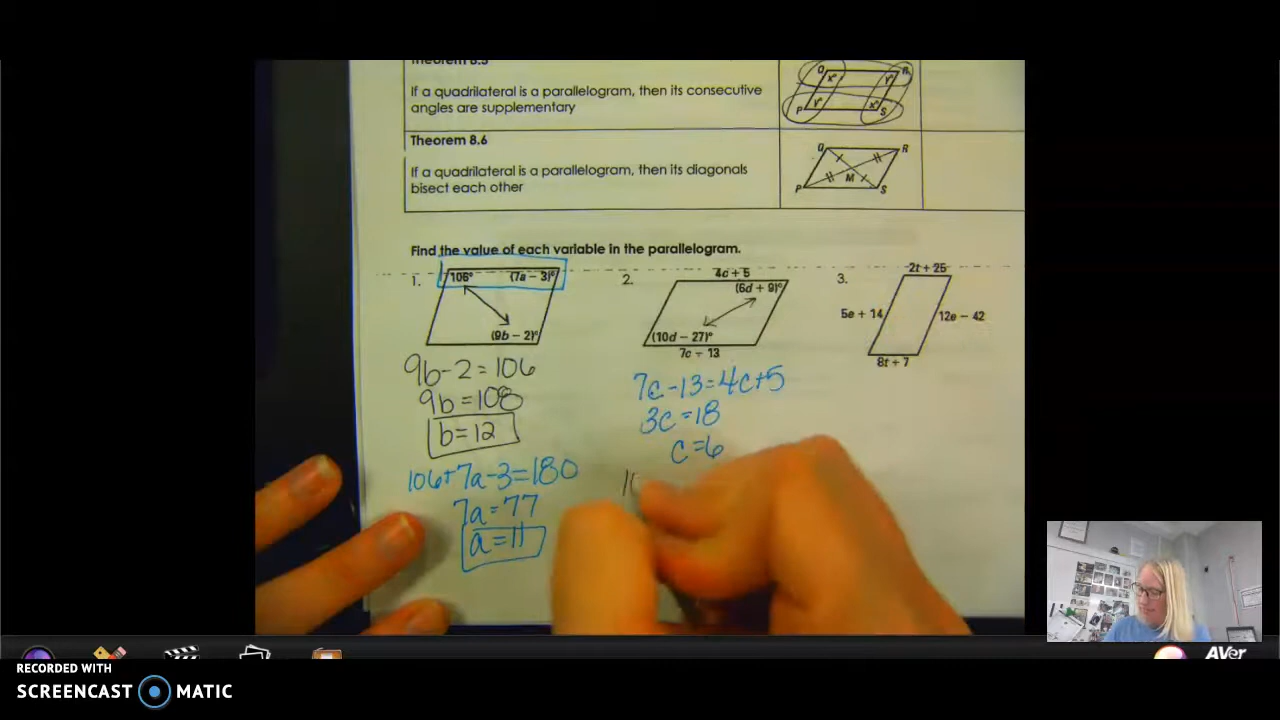 Theorem 8.5
If a quadrilateral is a parallelogram, then its consecutive
angles are supplementary
Q
R
x°
y°
P
y°
x°
S
Theorem 8.6
If a quadrilateral is a parallelogram, then its diagonals
bisect each other
Q
R
M
P
S
Find the value of each variable in the parallelogram.
1.
106°
(7a – 3)°
(9b – 2)°
9b-2=106
9b=108
b=12
106+7a-3=180
7a=77
a=11
2.
4c + 5
(6d + 9)°
(10d – 27)°
7c – 13
7c-13=4c+5
3c=18
c=6
10
3.
2t + 25
5e + 14
12e – 42
8t + 7
RECORDED WITH
SCREENCAST MATIC
AVer